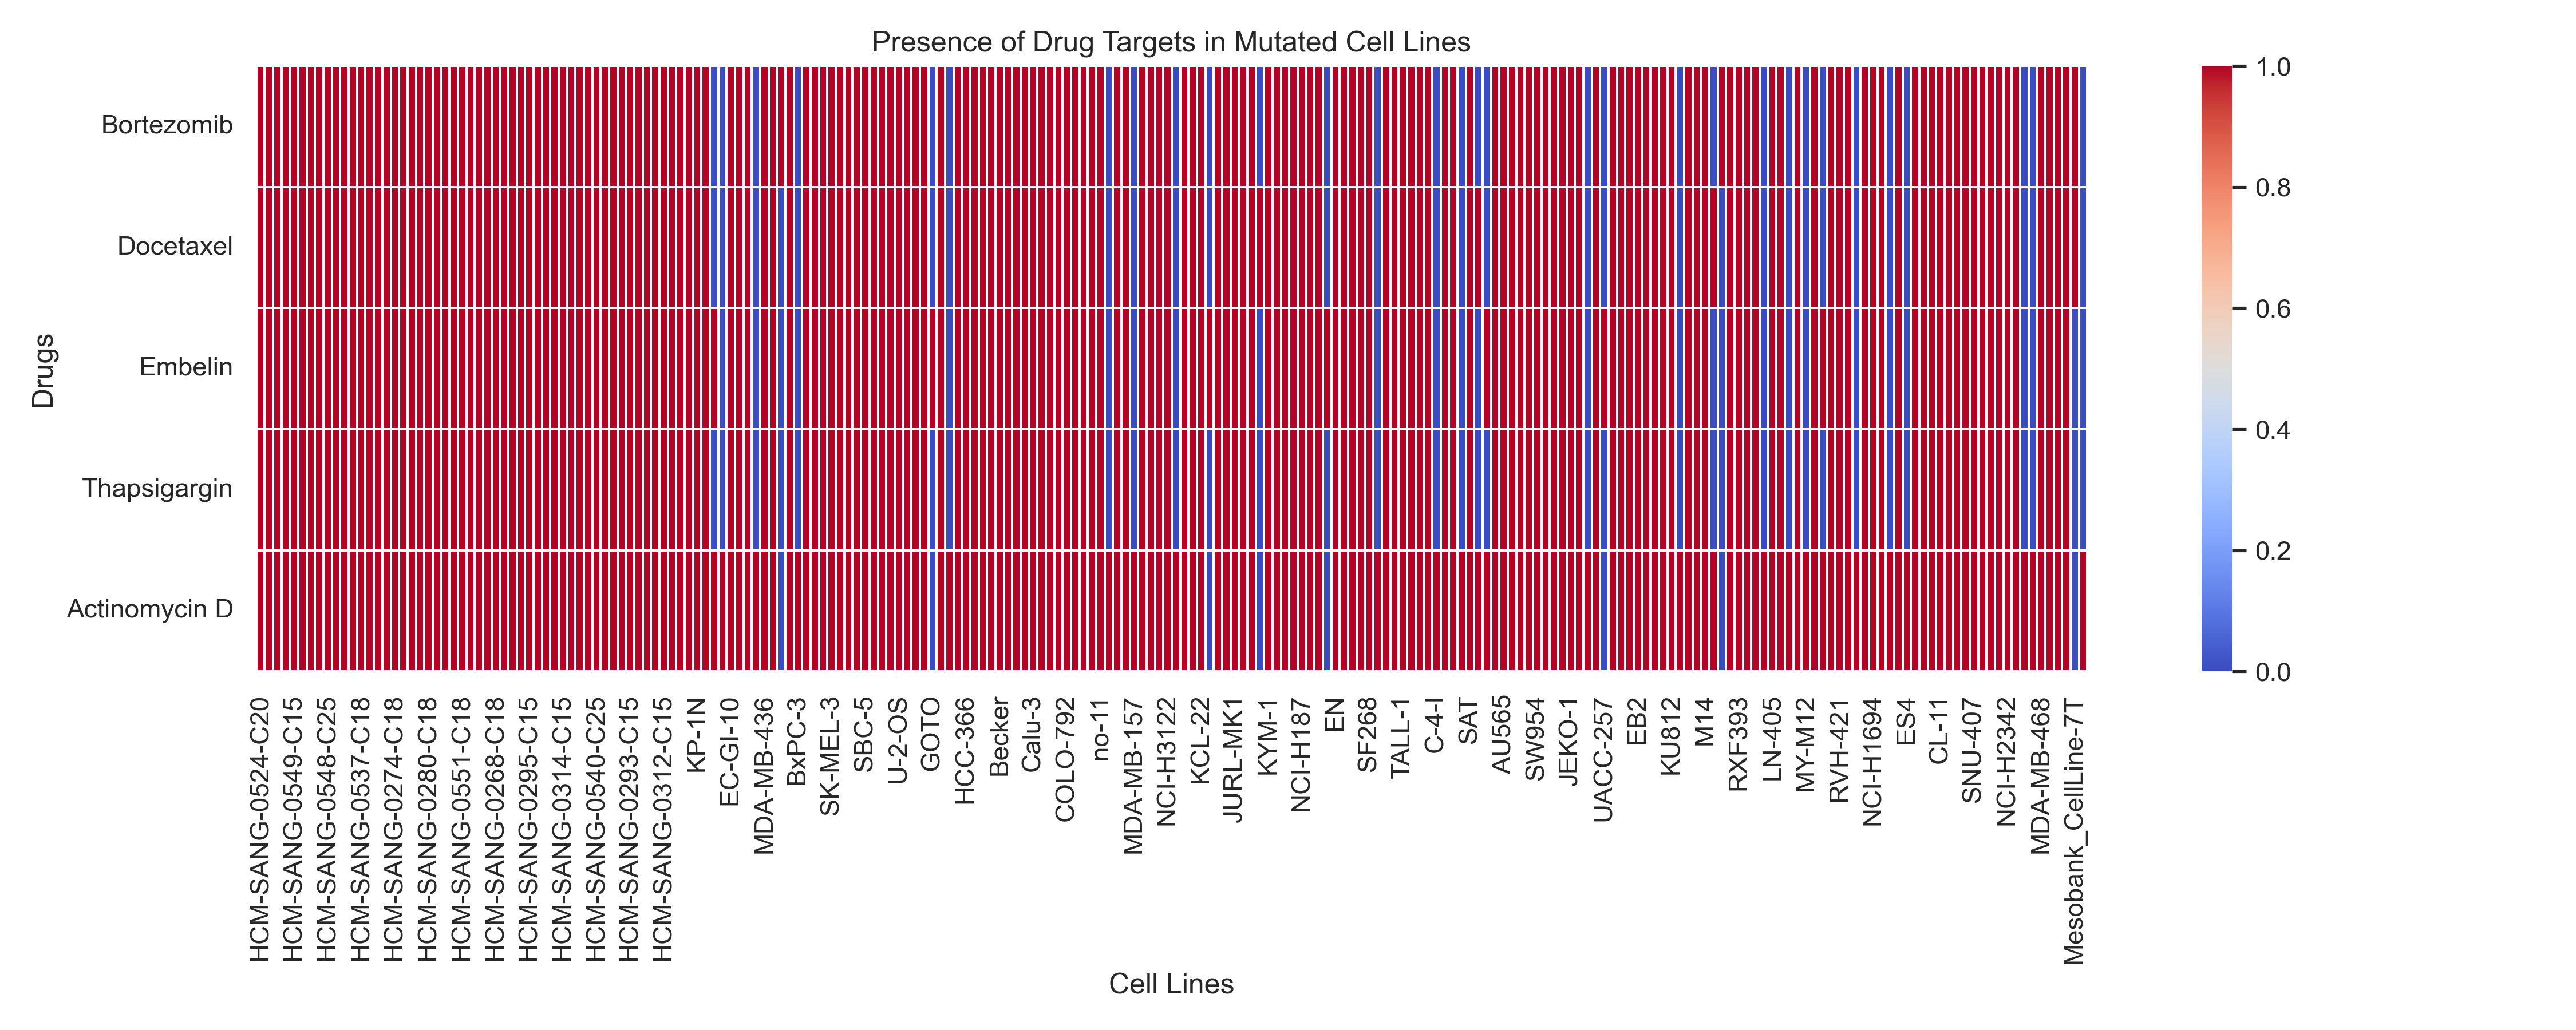 Presence of Drug Targets in Mutated Cell Lines
Drugs
Bortezomib
Docetaxel
Embelin
Thapsigargin
Actinomycin D
1.0
0.8
0.6
0.4
0.2
0.0
HCM-SANG-0524-C20
HCM-SANG-0549-C15
HCM-SANG-0548-C25
HCM-SANG-0537-C18
HCM-SANG-0274-C18
HCM-SANG-0280-C18
HCM-SANG-0551-C18
HCM-SANG-0268-C18
HCM-SANG-0295-C15
HCM-SANG-0314-C15
HCM-SANG-0540-C25
HCM-SANG-0293-C15
HCM-SANG-0312-C15
KP-1N
EC-GI-10
MDA-MB-436
BxPC-3
SK-MEL-3
SBC-5
U-2-OS
GOTO
HCC-366
Becker
Calu-3
COLO-792
no-11
MDA-MB-157
NCI-H3122
KCL-22
JURL-MK1
KYM-1
NCI-H187
EN
SF268
TALL-1
C-4-I
SAT
AU565
SW954
JEKO-1
UACC-257
EB2
KU812
M14
RXF393
LN-405
MY-M12
RVH-421
NCI-H1694
ES4
CL-11
SNU-407
NCI-H2342
MDA-MB-468
Mesobank_CellLine-7T
Cell Lines